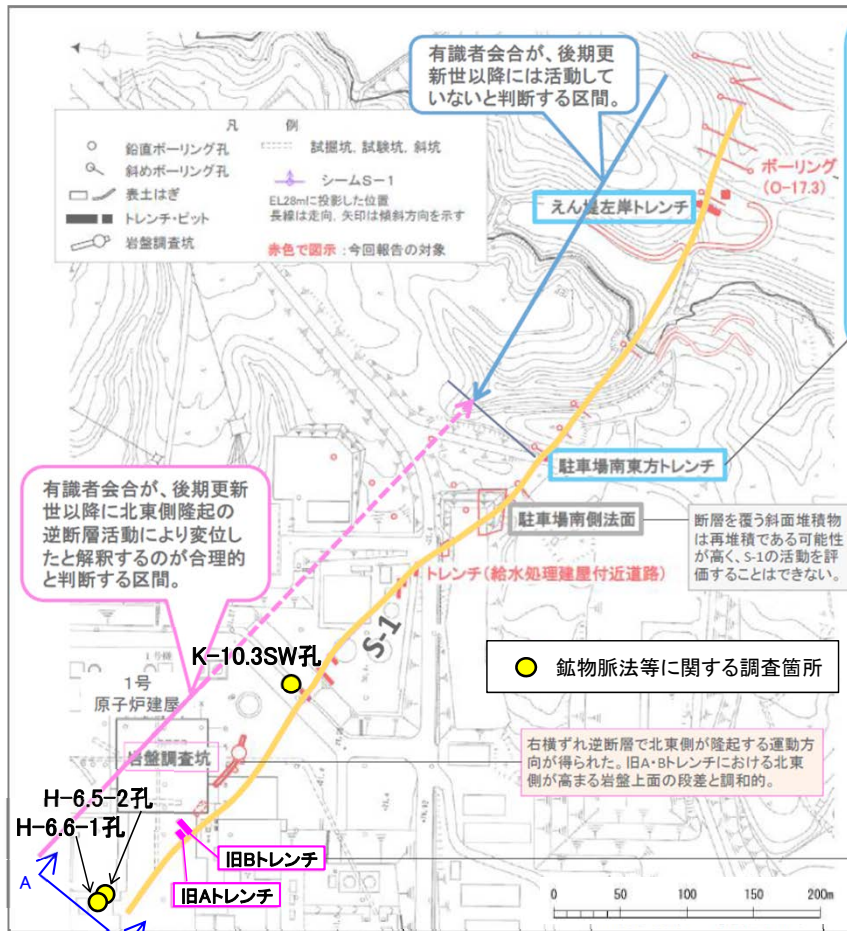 有識者会合が、後期更
新世以降には活動して
いないと判断する区間。
凡 例
鉛直ボーリング孔
試掘坑、試験坑、斜坑
斜めボーリング孔
表土はぎ
シームS-1
EL28mに投影した位置
長線は走向、矢印は傾斜方向を示す
トレンチ・ピット
岩盤調査坑
赤色で図示:今回報告の対象
ボーリング
(O-17.3)
えん堤左岸トレンチ
駐車場南東方トレンチ
駐車場南側法面
断層を覆う斜面堆積物
は再堆積である可能性
が高く、S-1の活動を評
価することはできない。
有識者会合が、後期更新
世以降に北東側隆起の
逆断層活動により変位し
たと解釈するのが合理的
と判断する区間。
トレンチ(給水処理建屋付近道路)
S-1
K-10.3SW孔
鉱物脈法等に関する調査箇所
1号
原子炉建屋
岩盤調査坑
右横ずれ逆断層で北東側が隆起する運動方
向が得られた。旧A・Bトレンチにおける北東
側が高まる岩盤上面の段差と調和的。
H-6.5-2孔
H-6.6-1孔
旧Bトレンチ
旧Aトレンチ
A
0 50 100 150 200m